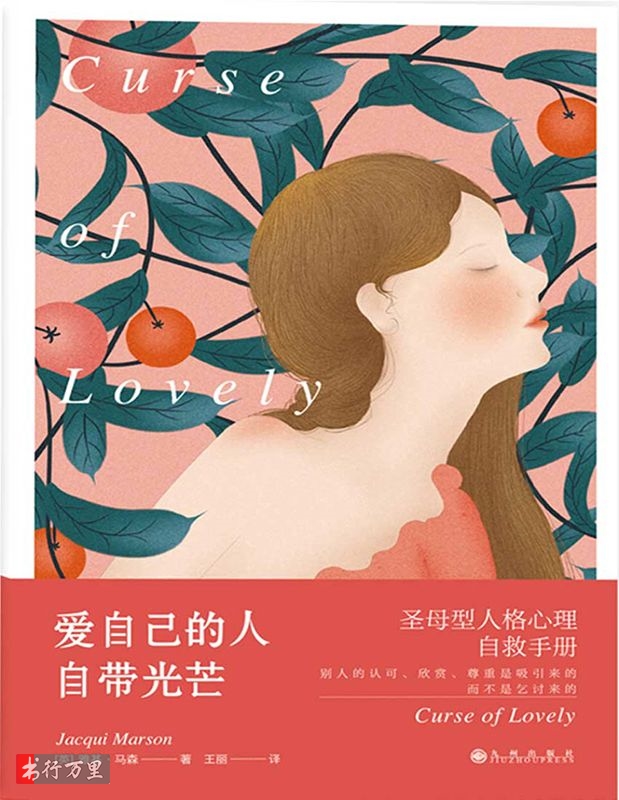 Curse
of
Lovely
爱自己的人
自带光芒
圣母型人格心理
自救手册
别人的认可、欣赏、尊重是吸引来的
而不是乞讨来的
Curse of Lovely
Jacqui Marson
马森——著 王丽——译
九州出版社
JIUZHOUPRESS
书行万里